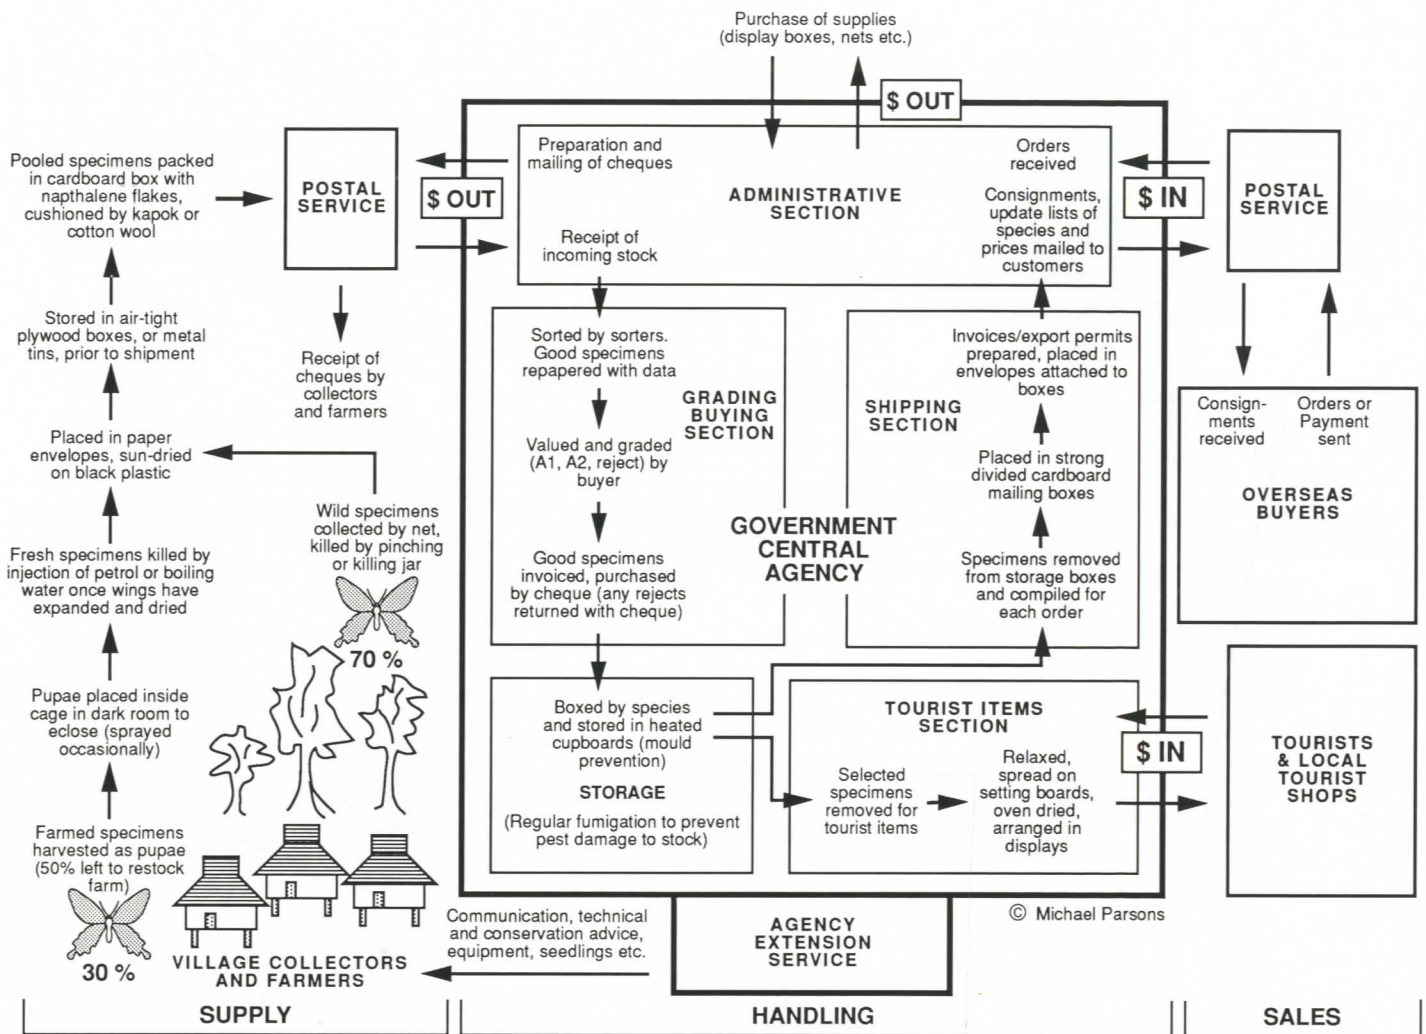 Purchase of supplies
(display boxes, nets etc.)
$ OUT
Pooled specimens packed
in cardboard box with
napthalene flakes,
cushioned by kapok or
cotton wool
POSTAL
SERVICE
$ OUT
Preparation and
mailing of cheques
Receipt of
incoming stock
ADMINISTRATIVE
SECTION
Orders
received
Consignments,
update lists of
species and
prices mailed to
customers
$ IN
POSTAL
SERVICE
Stored in air-tight
plywood boxes, or metal
tins, prior to shipment
Receipt of
cheques by
collectors
and farmers
Placed in paper
envelopes, sun-dried
on black plastic
Wild specimens
collected by net,
killed by pinching
or killing jar
70 %
Fresh specimens killed by
injection of petrol or boiling
water once wings have
expanded and dried
Pupae placed inside
cage in dark room to
eclose (sprayed
occasionally)
Farmed specimens
harvested as pupae
(50% left to restock
farm)
30 %
VILLAGE COLLECTORS
AND FARMERS
Sorted by sorters.
Good specimens
repapered with data
GRADING
BUYING
SECTION
Valued and graded
(A1, A2, reject) by
buyer
Good specimens
invoiced, purchased
by cheque (any rejects
returned with cheque)
GOVERNMENT
CENTRAL
AGENCY
Invoices/export permits
prepared, placed in
envelopes attached to
boxes
SHIPPING
SECTION
Placed in strong
divided cardboard
mailing boxes
Specimens removed
from storage boxes
and compiled for
each order
Consign-
ments
received
Orders or
Payment
sent
OVERSEAS
BUYERS
Boxed by species
and stored in heated
cupboards (mould
prevention)
STORAGE
(Regular fumigation to prevent
pest damage to stock)
TOURIST ITEMS
SECTION
Selected
specimens
removed for
tourist items
Relaxed,
spread on
setting boards,
oven dried,
arranged in
displays
$ IN
TOURISTS
& LOCAL
TOURIST
SHOPS
© Michael Parsons
Communication, technical
and conservation advice,
equipment, seedlings etc.
AGENCY
EXTENSION
SERVICE
SUPPLY
HANDLING
SALES